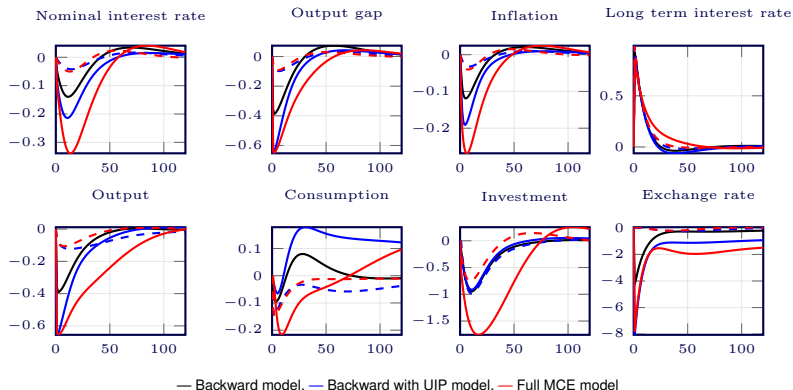 Nominal interest rate
Output gap
Inflation
Long term interest rate
0
−0.1
−0.2
−0.3
0 50 100
0
−0.2
−0.4
−0.6
0 50 100
0
−0.1
−0.2
0 50 100
0.5
0
0 50 100
Output
Consumption
Investment
Exchange rate
0
−0.2
−0.4
−0.6
0 50 100
0.1
0
−0.1
−0.2
0 50 100
0
−0.5
−1
−1.5
0 50 100
0
−2
−4
−6
−8
0 50 100
— Backward model, — Backward with UIP model, — Full MCE model